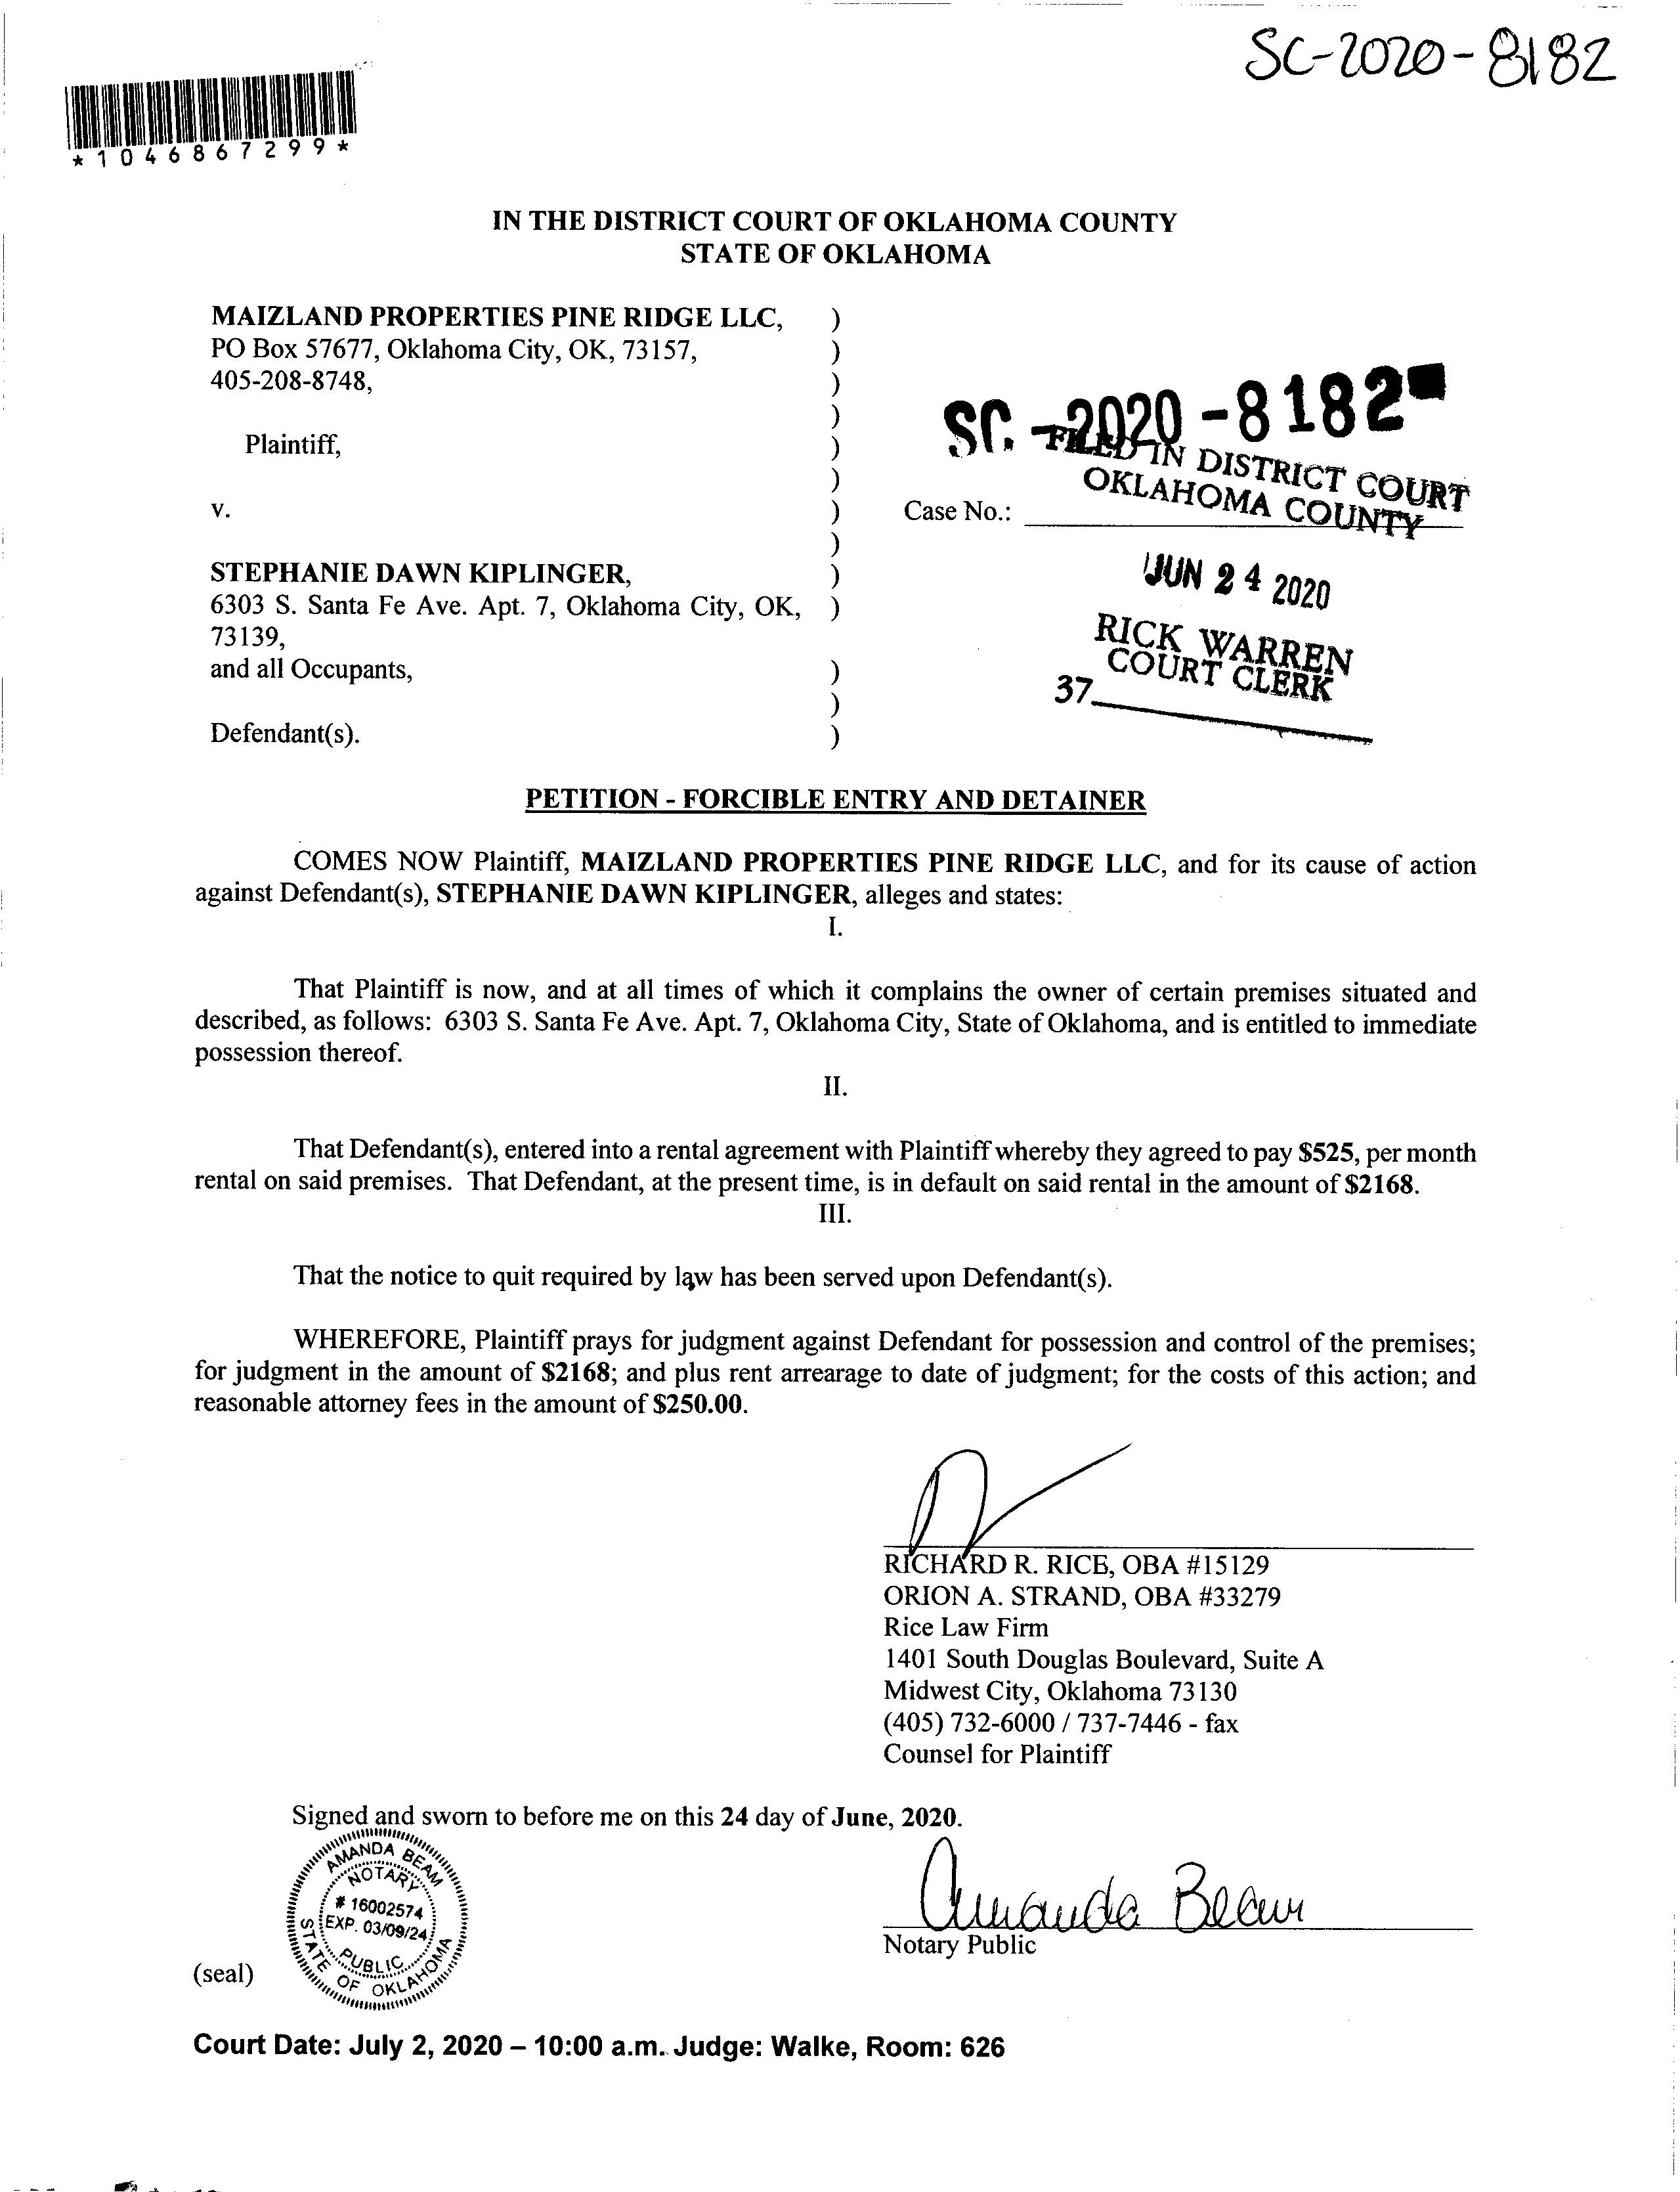 SC-2020-8182
*1046867299*
IN THE DISTRICT COURT OF OKLAHOMA COUNTY
STATE OF OKLAHOMA
MAIZLAND PROPERTIES PINE RIDGE LLC, )
PO Box 57677, Oklahoma City, OK, 73157, )
405-208-8748, )
)
Plaintiff, )
)
v. )
)
STEPHANIE DAWN KIPLINGER, )
6303 S. Santa Fe Ave. Apt. 7, Oklahoma City, OK, )
73139,
and all Occupants, )
)
Defendant(s). )
SC. -2020-8182
FILED IN DISTRICT COURT
OKLAHOMA COUNTY
Case No.:
JUN 24 2020
RICK WARREN
COURT CLERK
37
PETITION - FORCIBLE ENTRY AND DETAINER
COMES NOW Plaintiff, MAIZLAND PROPERTIES PINE RIDGE LLC, and for its cause of action
against Defendant(s), STEPHANIE DAWN KIPLINGER, alleges and states:
I.
That Plaintiff is now, and at all times of which it complains the owner of certain premises situated and
described, as follows: 6303 S. Santa Fe Ave. Apt. 7, Oklahoma City, State of Oklahoma, and is entitled to immediate
possession thereof.
II.
That Defendant(s), entered into a rental agreement with Plaintiff whereby they agreed to pay $525, per month
rental on said premises. That Defendant, at the present time, is in default on said rental in the amount of $2168.
III.
That the notice to quit required by law has been served upon Defendant(s).
WHEREFORE, Plaintiff prays for judgment against Defendant for possession and control of the premises;
for judgment in the amount of $2168; and plus rent arrearage to date of judgment; for the costs of this action; and
reasonable attorney fees in the amount of $250.00.
RICHARD R. RICE, OBA #15129
ORION A. STRAND, OBA #33279
Rice Law Firm
1401 South Douglas Boulevard, Suite A
Midwest City, Oklahoma 73130
(405) 732-6000 / 737-7446 - fax
Counsel for Plaintiff
Signed and sworn to before me on this 24 day of June, 2020.
AMANDA BEAM
NOTARY
# 16002574
EXP. 03/09/24
PUBLIC
STATE OF OKLAHOMA
Amanda Beam
Notary Public
(seal)
Court Date: July 2, 2020 – 10:00 a.m. Judge: Walke, Room: 626